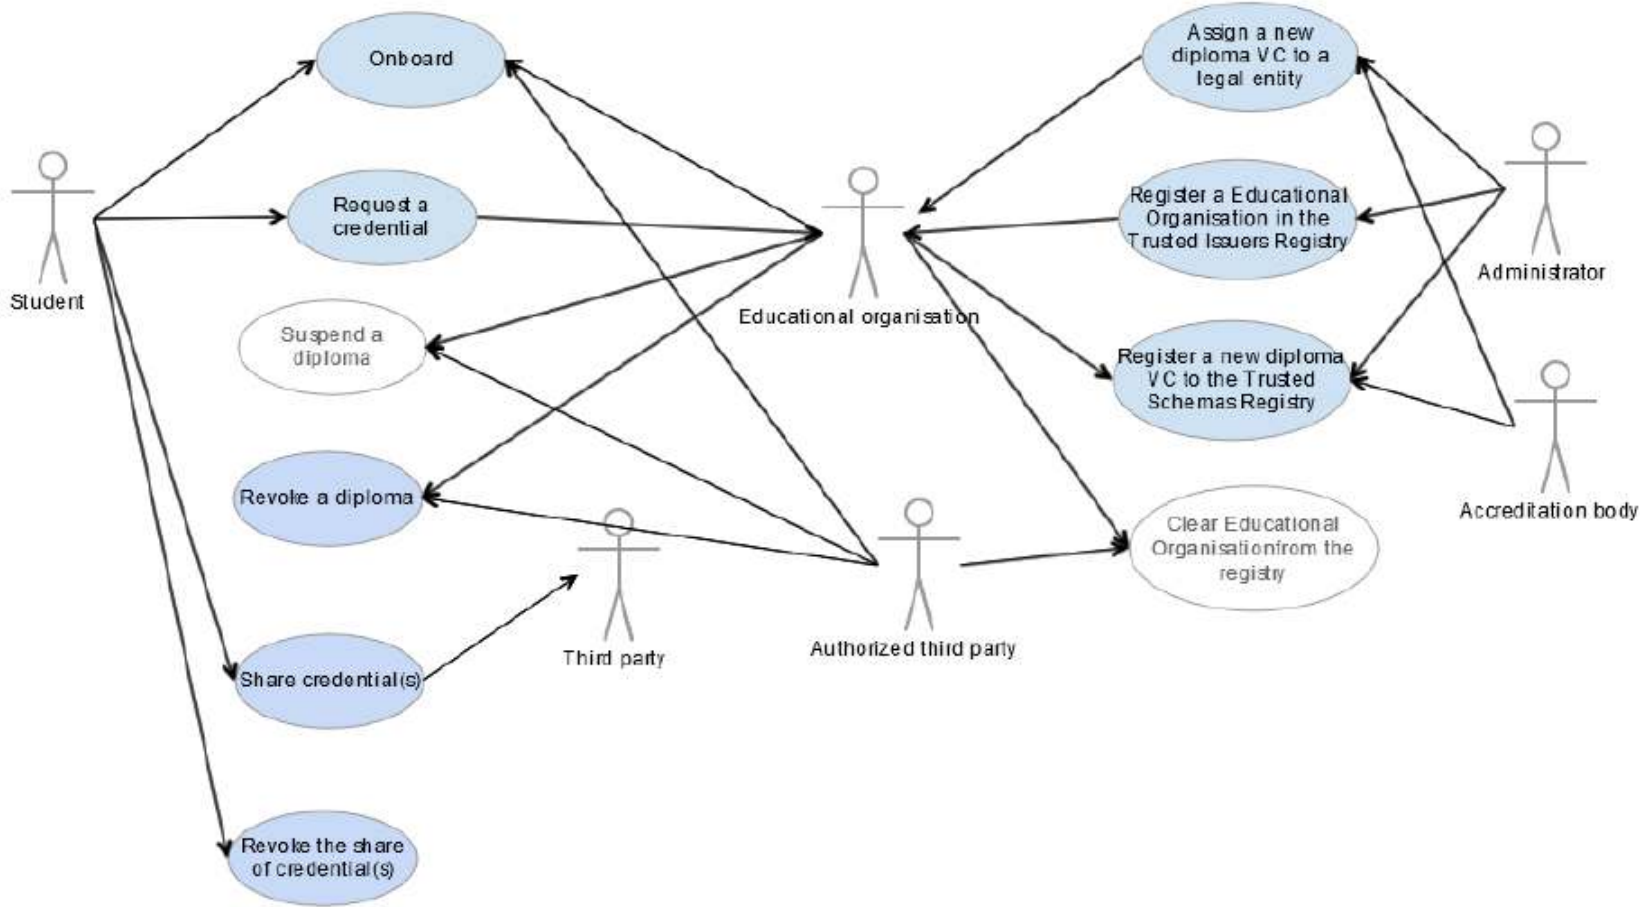 Onboard
Assign a new
diploma VC to a
legal entity
Request a
credential
Register a Educational
Organisation in the
Trusted Issuers Registry
Student
Administrator
Educational organisation
Suspend a
diploma
Register a new diploma
VC to the Trusted
Schemas Registry
Revoke a diploma
Accreditation body
Clear Educational
Organisationfrom the
registry
Third party
Authorized third party
Share credential(s)
Revoke the share
of credential(s)